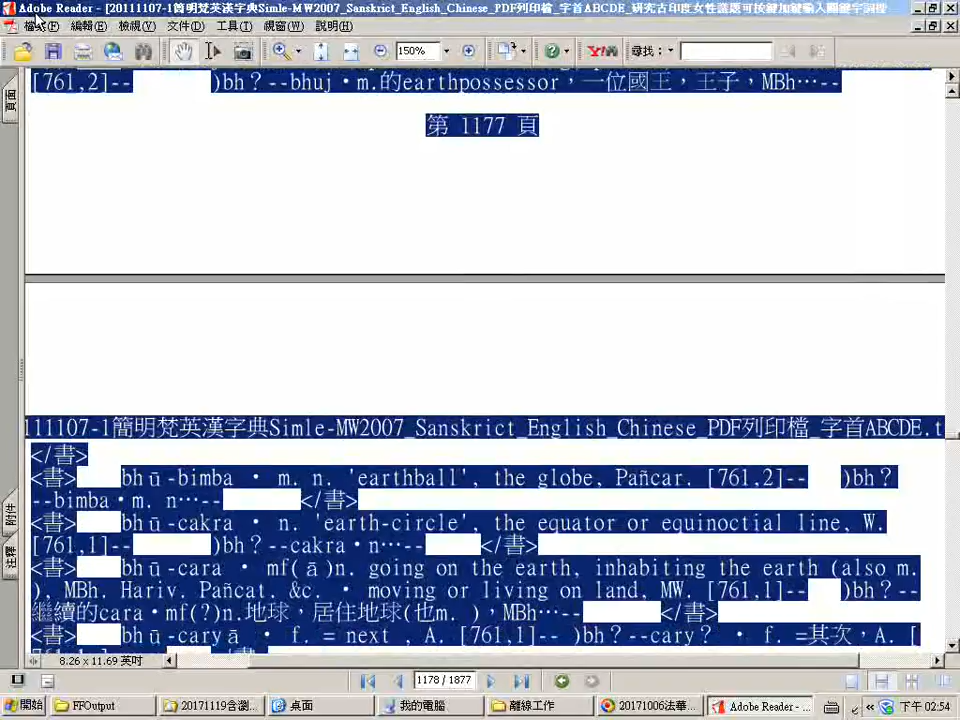 Adobe Reader - [20111107-1簡明梵英漢字典Simle-MW2007_Sanskrict_English_Chinese_PDF列印檔_字首ABCDE_研究古印度女性議題可按鍵加鍵輸入關鍵字詞搜
檔案(F) 編輯(E) 檢視(V) 文件(D) 工具(T) 視窗(W) 說明(H)
150% 尋找：
[761,2]-- )bh？--bhuj‧m.的earthpossessor，一位國王，王子，MBh…--
第 1177 頁
111107-1簡明梵英漢字典Simle-MW2007_Sanskrict_English_Chinese_PDF列印檔_字首ABCDE.t
</書>
<書> bhū-bimba ‧ m. n. 'earthball', the globe, Pañcar. [761,2]-- )bh？
--bimba‧m. n…-- </書>
<書> bhū-cakra ‧ n. 'earth-circle', the equator or equinoctial line, W.
[761,1]-- )bh？--cakra‧n…-- </書>
<書> bhū-cara ‧ mf(ā)n. going on the earth, inhabiting the earth (also m.
), MBh. Hariv. Pañcat. &c. ‧ moving or living on land, MW. [761,1]-- )bh？--
繼續的cara‧mf(?)n.地球，居住地球(也m. )，MBh…-- </書>
<書> bhū-caryā ‧ f. = next , A. [761,1]-- )bh？--cary？ ‧ f. =其次，A. [
頁面
附件
注釋
8.26 x 11.69 英吋
1178 / 1877
開始 FFOutput 20171119含瀏... 桌面 我的電腦 離線工作 20171006法華... Adobe Reader - ... 下午 02:54